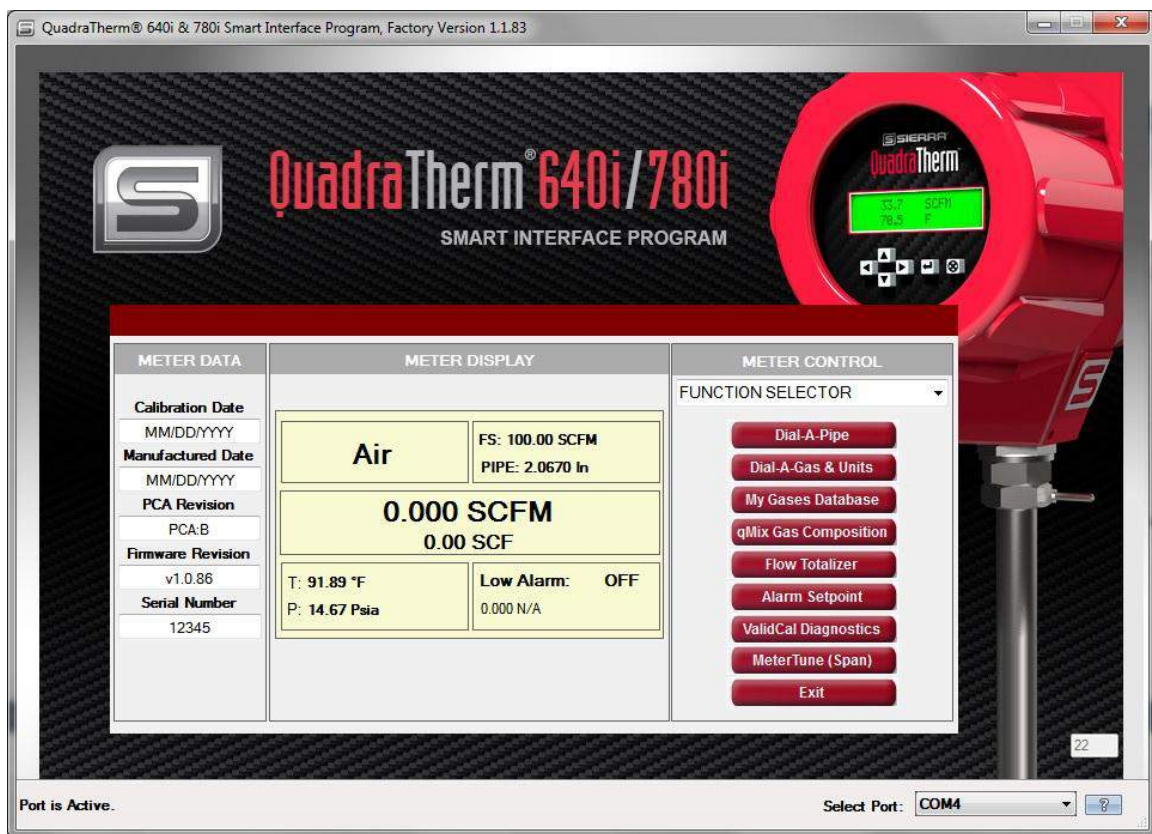 QuadraTherm® 640i & 780i Smart Interface Program, Factory Version 1.1.83
SIERRA
QuadraTherm
33.7 SCFM
78.5 F
QuadraTherm® 640i/780i
SMART INTERFACE PROGRAM
METER DATA
Calibration Date
MM/DD/YYYY
Manufactured Date
MM/DD/YYYY
PCA Revision
PCA:B
Firmware Revision
v1.0.86
Serial Number
12345
METER DISPLAY
Air
FS: 100.00 SCFM
PIPE: 2.0670 In
0.000 SCFM
0.00 SCF
T: 91.89 °F
P: 14.67 Psia
Low Alarm: OFF
0.000 N/A
METER CONTROL
FUNCTION SELECTOR
Dial-A-Pipe
Dial-A-Gas & Units
My Gases Database
qMix Gas Composition
Flow Totalizer
Alarm Setpoint
ValidCal Diagnostics
MeterTune (Span)
Exit
22
Port is Active.
Select Port: COM4
?